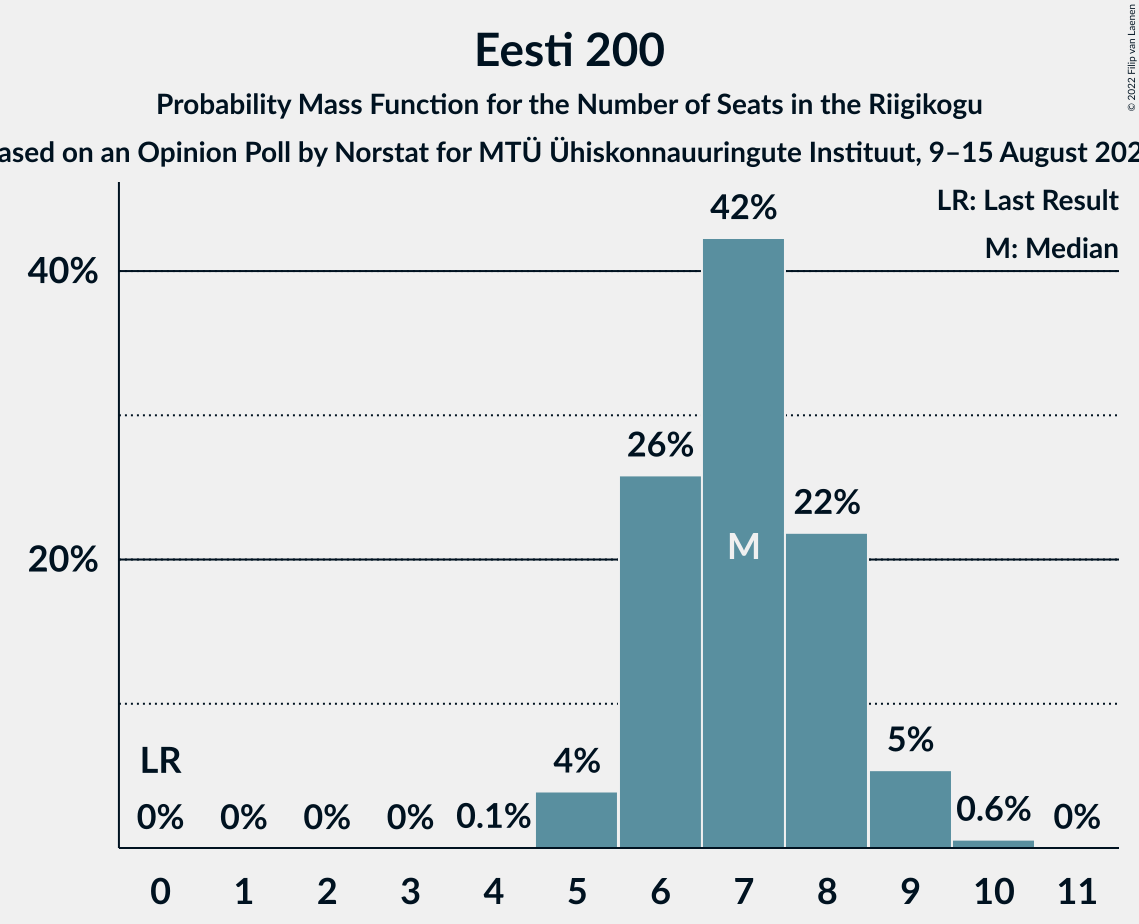 Eesti 200
Probability Mass Function for the Number of Seats in the Riigikogu
on an Opinion Poll by Norstat for MTÜ Ühiskonnauuringute Instituut, 9–15 August
© 2022 Filip van Laenen
LR: Last Result
M: Median
42%
40%
26%
22%
M
20%
5%
4%
LR
0% 0% 0% 0% 0.1% 0.6% 0%
0 1 2 3 4 5 6 7 8 9 10 11